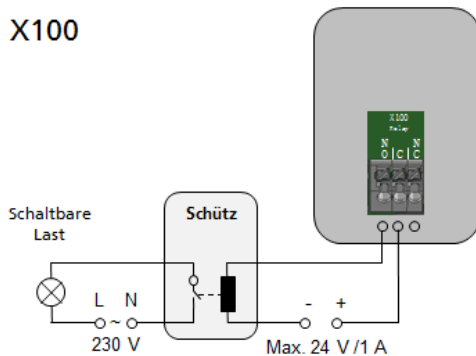 X100
X100
Relay
N
O
C
N
C
Schaltbare
Last
Schütz
L
N
~
230 V
-
+
Max. 24 V /1 A